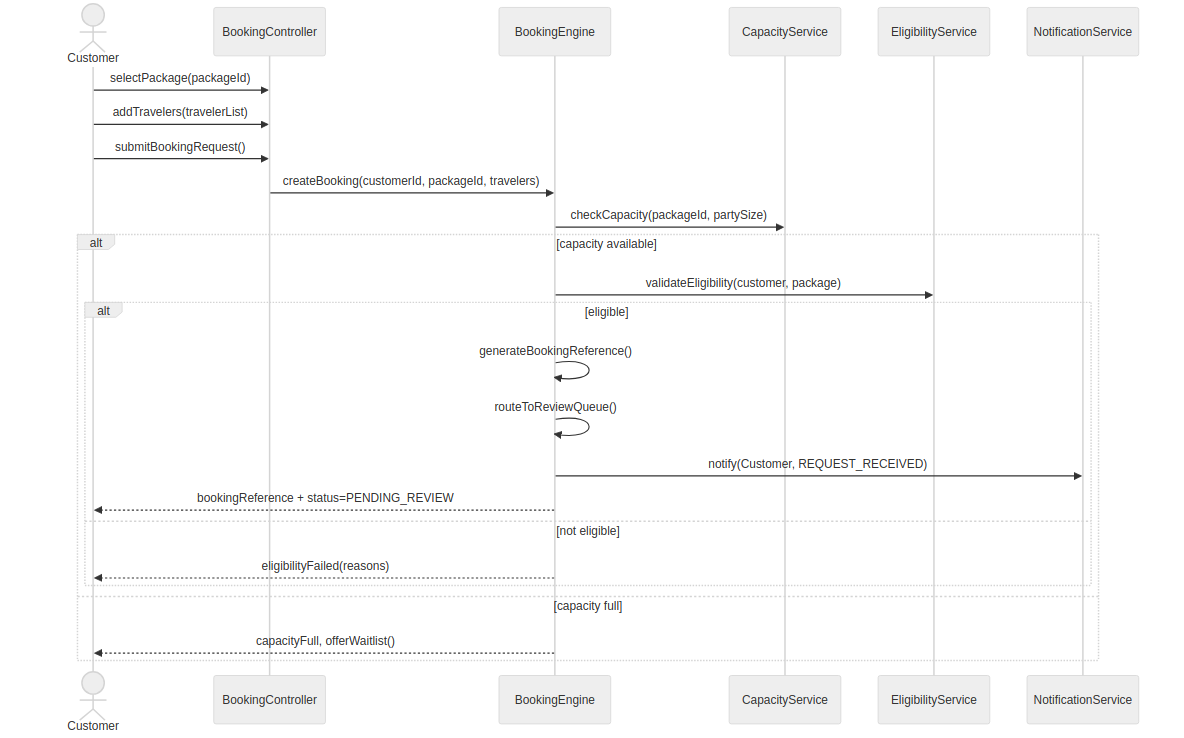 BookingController
BookingEngine
CapacityService
EligibilityService
NotificationService
Customer
selectPackage(packageId)
addTravelers(travelerList)
submitBookingRequest()
createBooking(customerId, packageId, travelers)
checkCapacity(packageId, partySize)
alt
[capacity available]
validateEligibility(customer, package)
alt
[eligible]
generateBookingReference()
routeToReviewQueue()
notify(Customer, REQUEST_RECEIVED)
bookingReference + status=PENDING_REVIEW
[not eligible]
eligibilityFailed(reasons)
[capacity full]
capacityFull, offerWaitlist()
BookingController
BookingEngine
CapacityService
EligibilityService
NotificationService
Customer